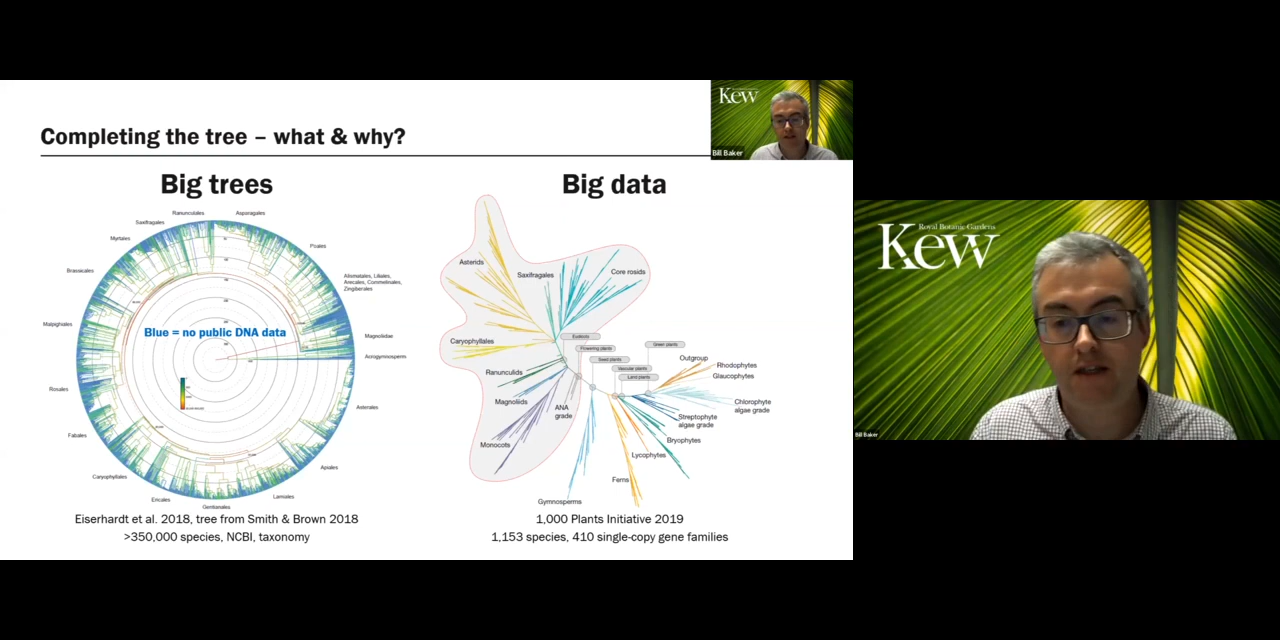 Completing the tree – what & why?
Kew
Bill Baker
Big trees
Big data
Ranunculales
Asparagales
Saxifragales
Myrtales
Poales
Brassicales
Alismatales, Liliales,
Arecales, Commelinales,
Zingiberales
Malpighiales
Blue = no public DNA data
Magnoliidae
Acrogymnosperm
Rosales
Asterales
Fabales
Apiales
Caryophyllales
Ericales
Lamiales
Gentianales
Eiserhardt et al. 2018, tree from Smith & Brown 2018
>350,000 species, NCBI, taxonomy
Asterids
Saxifragales
Core rosids
Caryophyllales
Eudicots
Flowering plants
Green plants
Seed plants
Vascular plants
Land plants
Ranunculids
Outgroup
Rhodophytes
Glaucophytes
Magnoliids
ANA
grade
Chlorophyte
algae grade
Streptophyte
algae grade
Monocots
Bryophytes
Lycophytes
Ferns
Gymnosperms
1,000 Plants Initiative 2019
1,153 species, 410 single-copy gene families
Royal Botanic Gardens
Kew
Bill Baker